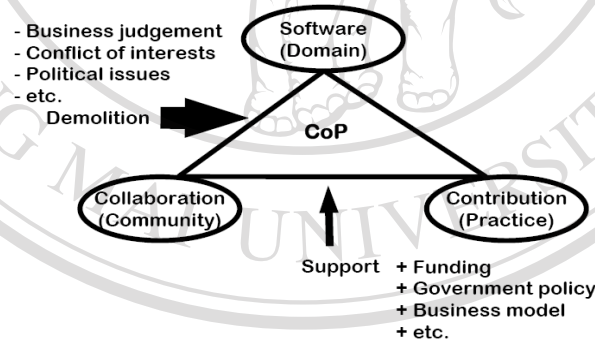 - Business judgement
- Conflict of interests
- Political issues
- etc.
Demolition
Software
(Domain)
CoP
Collaboration
(Community)
Contribution
(Practice)
Support
+ Funding
+ Government policy
+ Business model
+ etc.
UNIVERSIT